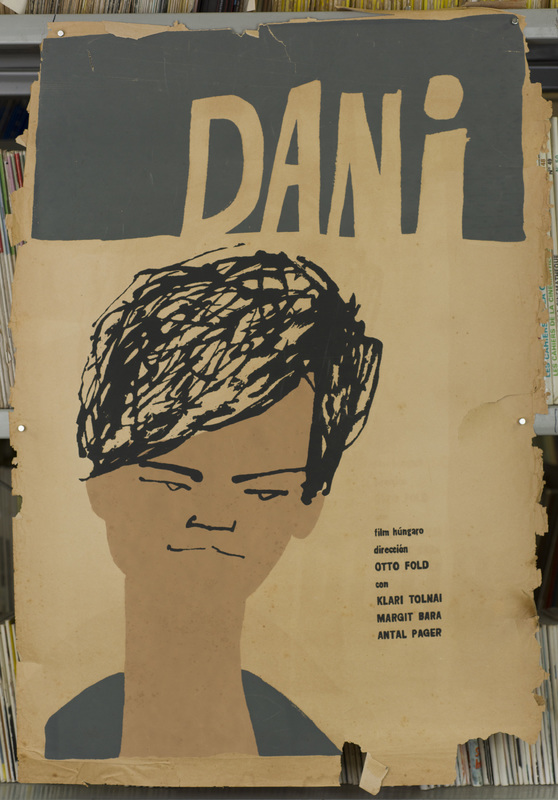 DANi
film húngaro
dirección
OTTO FOLD
con
KLARI TOLNAI
MARGIT BARA
ANTAL PAGER